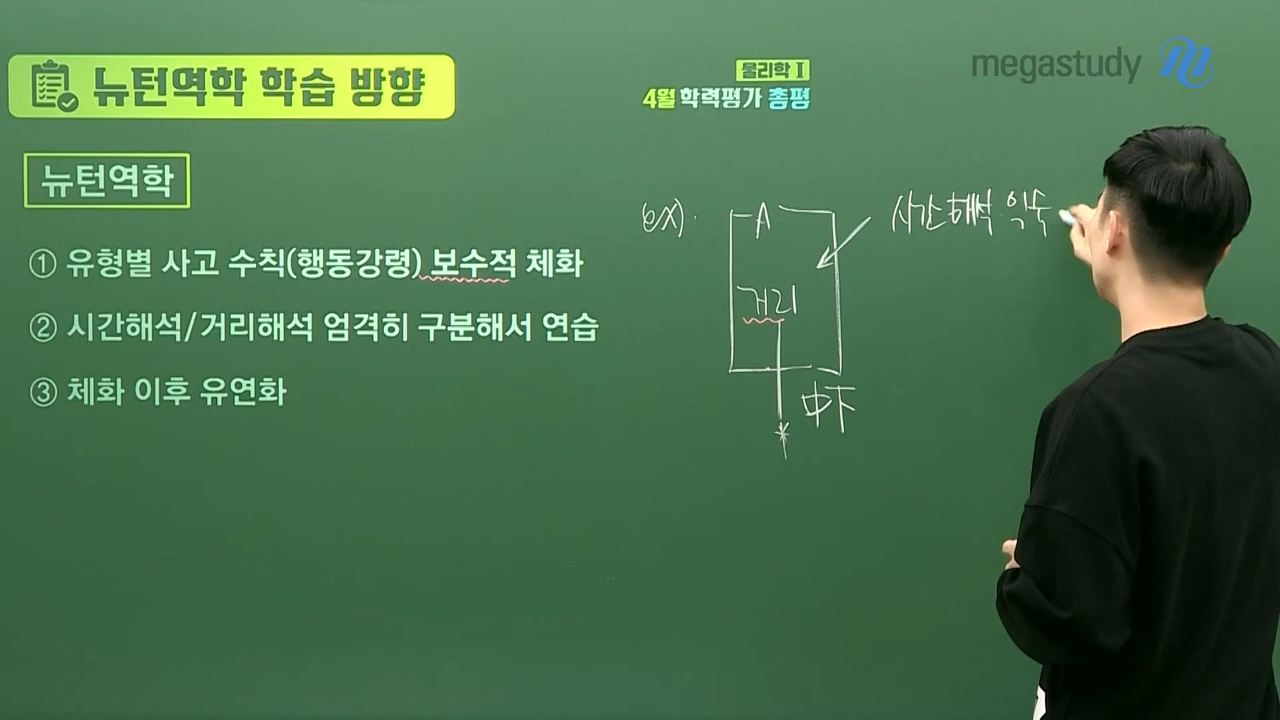 뉴턴역학 학습 방향
물리학 I
4월 학력평가 총평
megastudy
뉴턴역학
① 유형별 사고 수칙(행동강령) 보수적 체화
② 시간해석/거리해석 엄격히 구분해서 연습
③ 체화 이후 유연화
ex)
A
시간해석 익숙
거리
中下